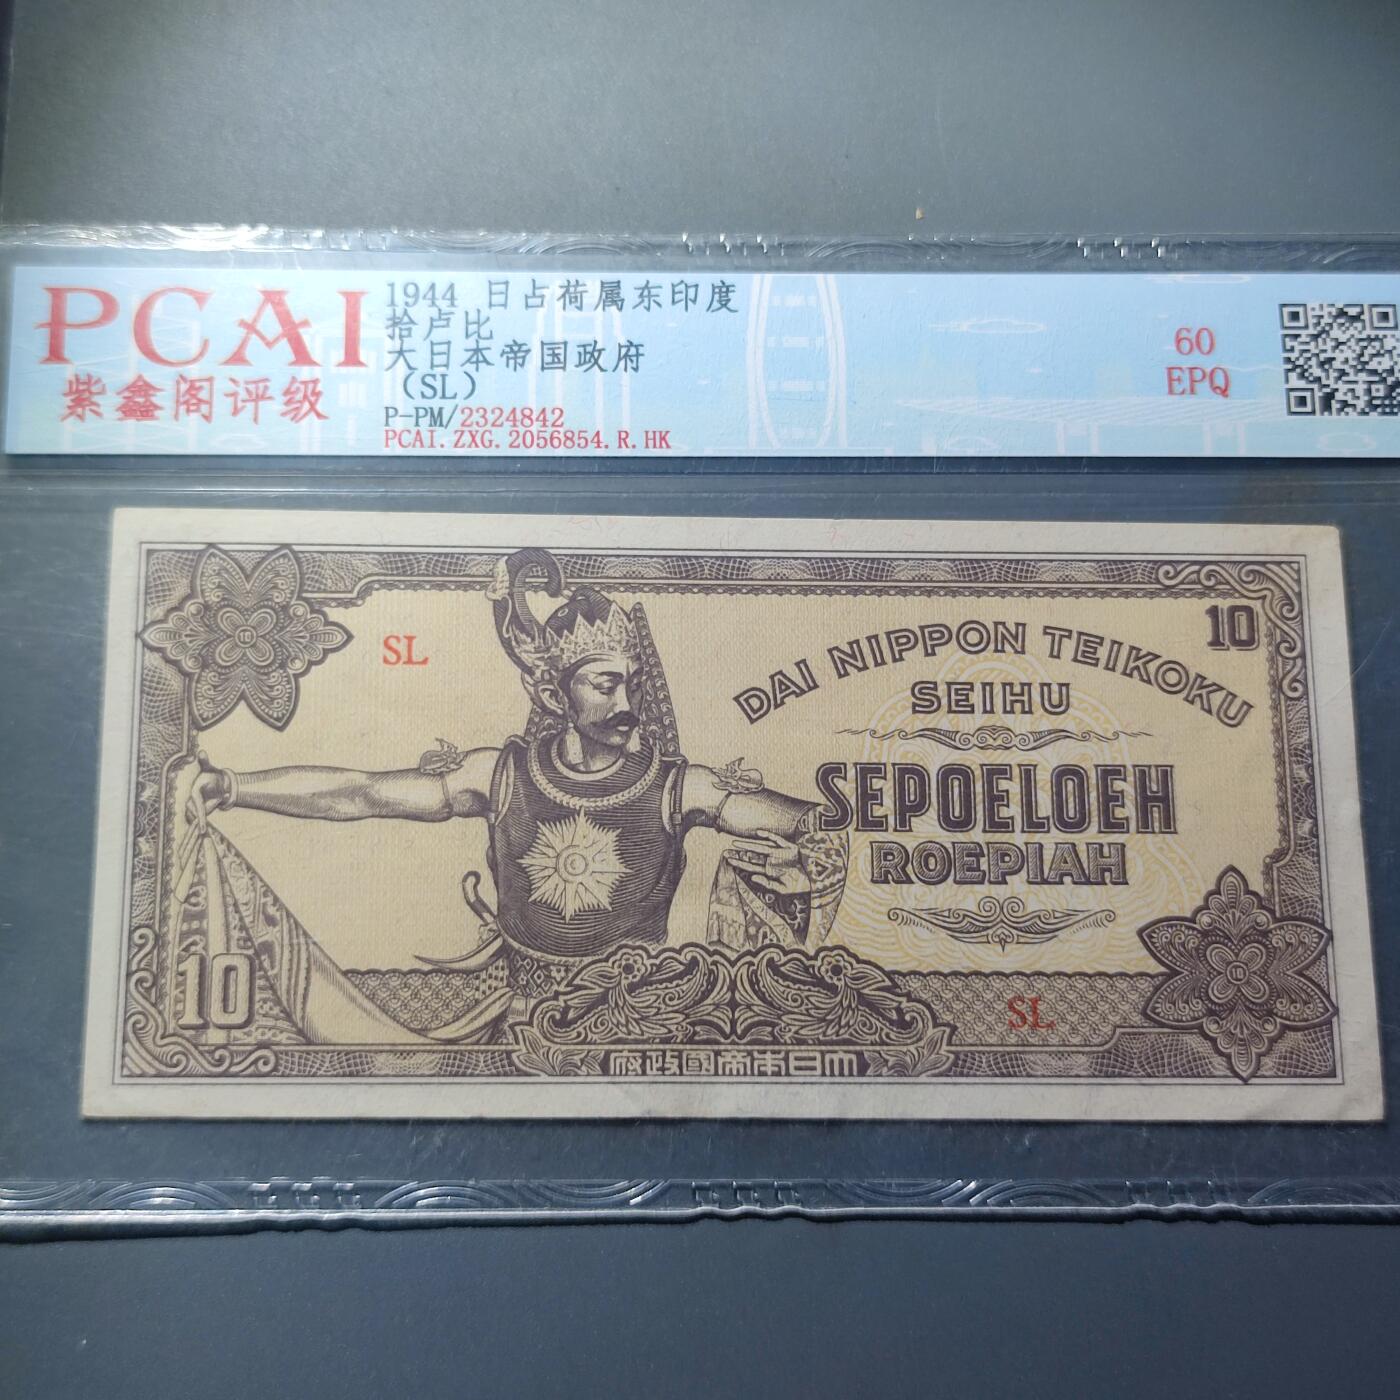 PCAI
紫鑫阁评级
1944 日占荷属东印度
拾卢比
大日本帝国政府
（SL）
P-PM/2324842
PCAI.ZXG.2056854.R.HK
60
EPQ
SL
10
DAI NIPPON TEIKOKU
SEIHU
SEPOELOEH
ROEPIAH
10
SL
府政國帝本日大